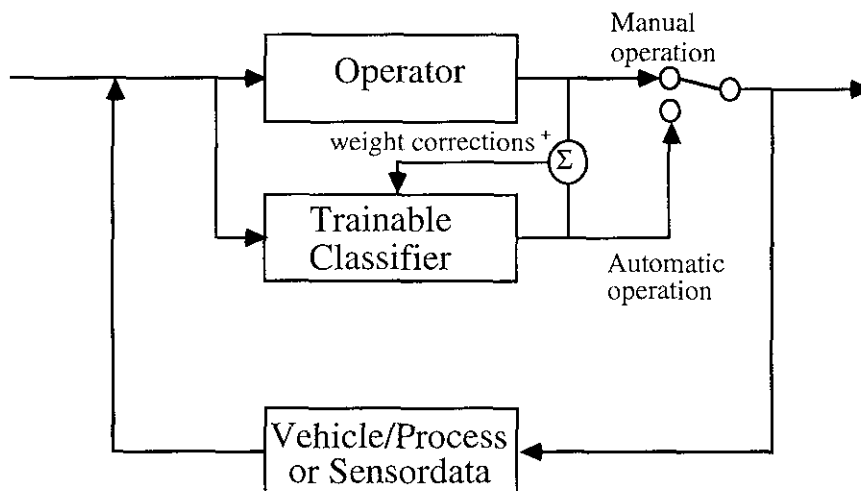 Manual
operation
Operator
weight corrections +
Σ
Trainable
Classifier
Automatic
operation
Vehicle/Process
or Sensordata